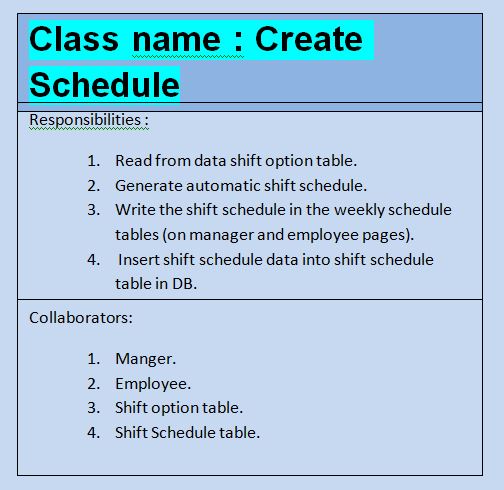 Class name : Create
Schedule
Responsibilities :
1. Read from data shift option table.
2. Generate automatic shift schedule.
3. Write the shift schedule in the weekly schedule
tables (on manager and employee pages).
4. Insert shift schedule data into shift schedule
table in DB.
Collaborators:
1. Manger.
2. Employee.
3. Shift option table.
4. Shift Schedule table.